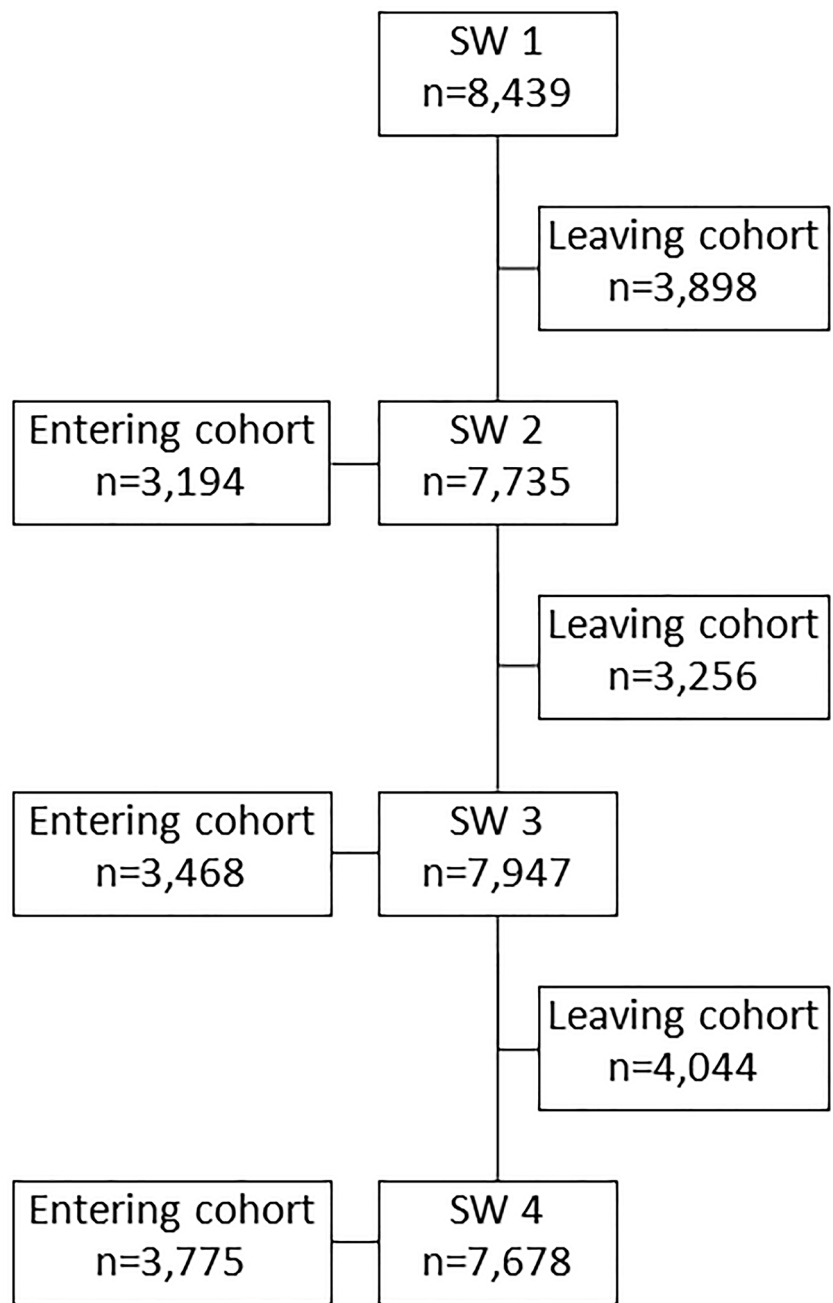 SW 1
n=8,439
Leaving cohort
n=3,898
Entering cohort
n=3,194
SW 2
n=7,735
Leaving cohort
n=3,256
Entering cohort
n=3,468
SW 3
n=7,947
Leaving cohort
n=4,044
Entering cohort
n=3,775
SW 4
n=7,678